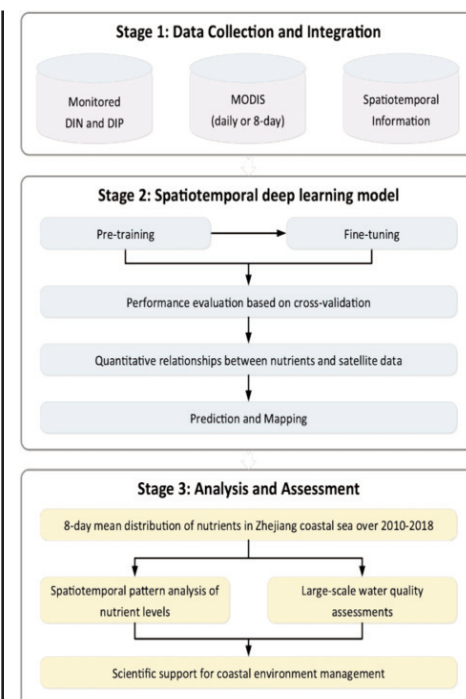 Stage 1: Data Collection and Integration
Monitored
DIN and DIP
MODIS
(daily or 8-day)
Spatiotemporal
Information
Stage 2: Spatiotemporal deep learning model
Pre-training
Fine-tuning
Performance evaluation based on cross-validation
Quantitative relationships between nutrients and satellite data
Prediction and Mapping
Stage 3: Analysis and Assessment
8-day mean distribution of nutrients in Zhejiang coastal sea over 2010-2018
Spatiotemporal pattern analysis of
nutrient levels
Large-scale water quality
assessments
Scientific support for coastal environment management